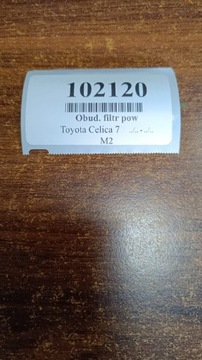 102120
Obud. filtr pow
Toyota Celica 7 ../.. - ../..
M2